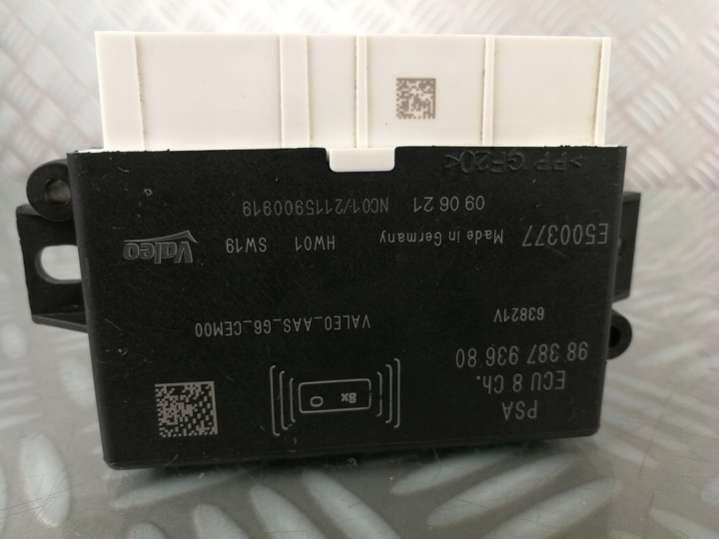 PSA
ECU 8 Ch.
98 387 936 80
63821V
8x
VALEO_AAS_G6_CEM00
E500377 Made in Germany HW01 SW19 Valeo
09 06 21 NC01/2115900919
>PP GF20<